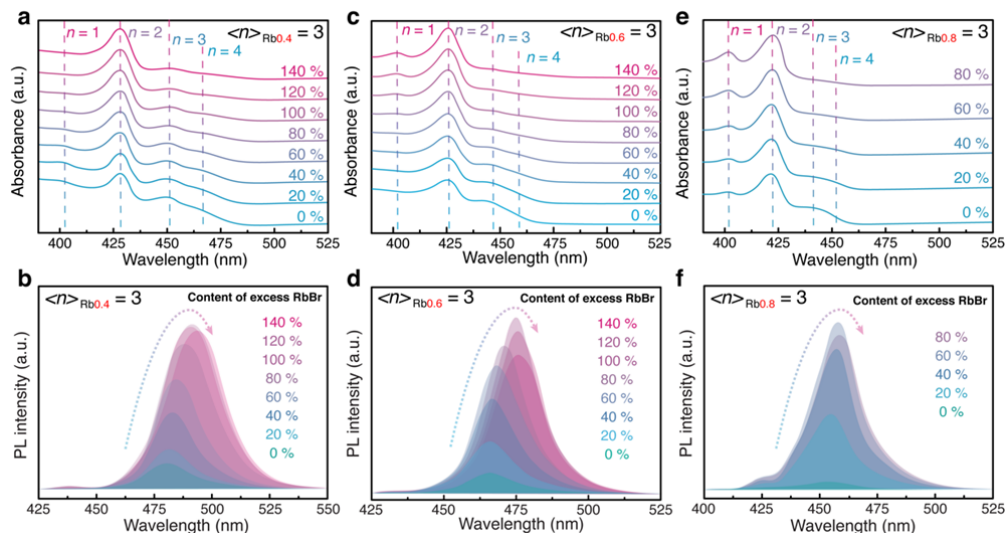 a
n = 1
n = 2
n = 3
n = 4
<n>Rb0.4 = 3
140 %
120 %
100 %
80 %
60 %
40 %
20 %
0 %
Absorbance (a.u.)
400 425 450 475 500 525
Wavelength (nm)
c
n = 1
n = 2
n = 3
n = 4
<n>Rb0.6 = 3
140 %
120 %
100 %
80 %
60 %
40 %
20 %
0 %
Absorbance (a.u.)
400 425 450 475 500 525
Wavelength (nm)
e
n = 1
n = 2
n = 3
n = 4
<n>Rb0.8 = 3
80 %
60 %
40 %
20 %
0 %
Absorbance (a.u.)
400 425 450 475 500 525
Wavelength (nm)
b
<n>Rb0.4 = 3
Content of excess RbBr
140 %
120 %
100 %
80 %
60 %
40 %
20 %
0 %
PL intensity (a.u.)
425 450 475 500 525 550
Wavelength (nm)
d
<n>Rb0.6 = 3
Content of excess RbBr
140 %
120 %
100 %
80 %
60 %
40 %
20 %
0 %
PL intensity (a.u.)
425 450 475 500 525
Wavelength (nm)
f
<n>Rb0.8 = 3
Content of excess RbBr
80 %
60 %
40 %
20 %
0 %
PL intensity (a.u.)
400 425 450 475 500 525
Wavelength (nm)